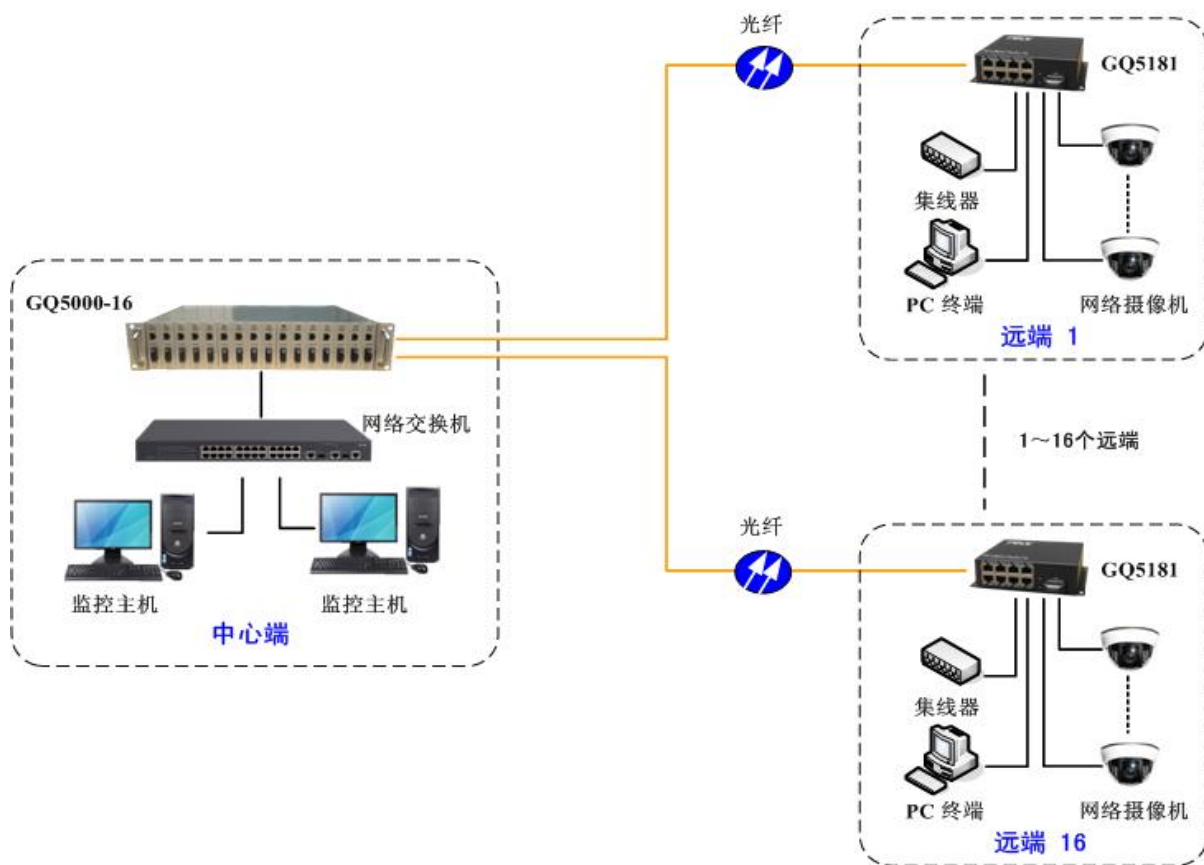 光纤
GQ5181
集线器
PC 终端
网络摄像机
远端 1
GQ5000-16
网络交换机
监控主机
监控主机
中心端
1～16个远端
光纤
GQ5181
集线器
PC 终端
网络摄像机
远端 16